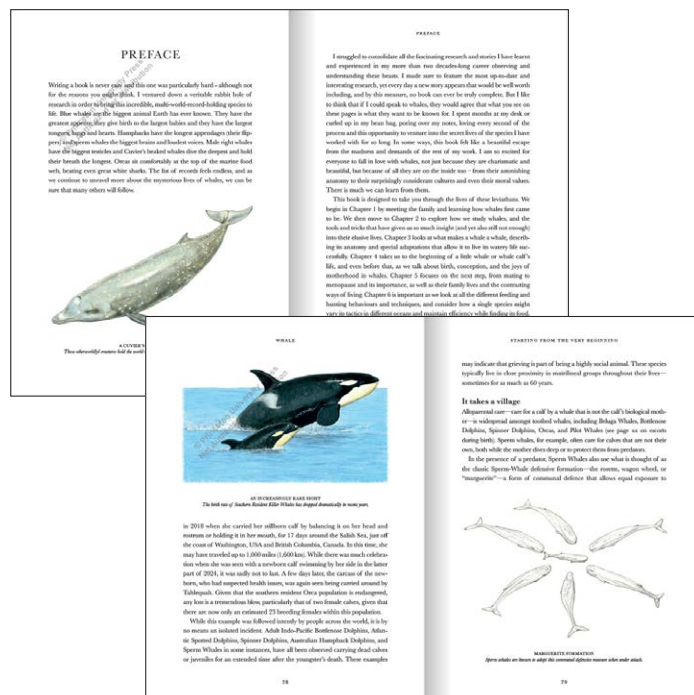 PREFACE
Writing a book is never easy and this one was particularly hard – although not
for the reasons you might think. I ventured down a veritable rabbit hole of
research in order to bring this incredible, multi-world-record-holding species to
life. Blue whales are the biggest animal Earth has ever known. They have the
greatest appetite, they give birth to the largest babies and they have the largest
tongues, lungs and hearts. Humpbacks have the longest appendages (their flip-
pers) and sperm whales the biggest brains and loudest voices. Male right whales
have the biggest testicles and Cuvier's beaked whales dive the deepest and hold
their breath the longest. Orcas sit comfortably at the top of the marine food
web, beating even great white sharks. The list of records feels endless, and as
we continue to unravel more about the mysterious lives of whales, we can be
sure that many others will follow.
A CUVIER'S
These otherworldly creatures hold the world
PREFACE
I struggled to consolidate all the fascinating research and stories I have learnt
and experienced in my more than two decades-long career observing and
understanding these beasts. I made sure to feature the most up-to-date and
interesting research, yet every day a new story appears that would be well worth
including, and by this measure, no book can ever be truly complete. But I like
to think that if I could speak to whales, they would agree that what you see on
these pages is what they want to be known for. I spent months at my desk or
curled up in my bean bag, poring over my notes, loving every second of the
process and this opportunity to venture into the secret lives of the species I have
worked with for so long. In some ways, this book felt like a beautiful escape
from the madness and demands of the rest of my work. I am so excited for
everyone to fall in love with whales, not just because they are charismatic and
beautiful, but because of all they are on the inside too – from their astonishing
anatomy to their surprisingly considerate cultures and even their moral values.
There is much we can learn from them.
This book is designed to take you through the lives of these leviathans. We
begin in Chapter 1 by meeting the family and learning how whales first came
to be. We then move to Chapter 2 to explore how we study whales, and the
tools and tricks that have given us so much insight (and yet also still not enough)
into their elusive lives. Chapter 3 looks at what makes a whale a whale, describ-
ing its anatomy and special adaptations that allow it to live its watery life suc-
cessfully. Chapter 4 takes us to the beginning of a little whale or whale calf's
life, and even before that, as we talk about birth, conception, and the joys of
motherhood in whales. Chapter 5 focuses on the next step, from mating to
menopause and its importance, as well as their family lives and the contrasting
ways of living. Chapter 6 is important as we look at all the different feeding and
hunting behaviours and techniques, and consider how a single species might
vary its tactics in different oceans and maintain efficiency while finding its food.
WHALE
AN INCREASINGLY RARE SIGHT
The birth rate of Southern Resident Killer Whales has dropped dramatically in recent years.
in 2018 when she carried her stillborn calf by balancing it on her head and
rostrum or holding it in her mouth, for 17 days around the Salish Sea, just off
the coast of Washington, USA and British Columbia, Canada. In this time, she
may have traveled up to 1,000 miles (1,600 km). While there was much celebra-
tion when she was seen with a newborn calf swimming by her side in the latter
part of 2024, it was sadly not to last. A few days later, the carcass of the new-
born, who had suspected health issues, was again seen being carried around by
Tahlequah. Given that the southern resident Orca population is endangered,
any loss is a tremendous blow, particularly that of two female calves, given that
there are now only an estimated 23 breeding females within this population.
While this example was followed intently by people across the world, it is by
no means an isolated incident. Adult Indo-Pacific Bottlenose Dolphins, Atlan-
tic Spotted Dolphins, Spinner Dolphins, Australian Humpback Dolphins, and
Sperm Whales in some instances, have all been observed carrying dead calves
or juveniles for an extended time after the youngster's death. These examples
78
STARTING FROM THE VERY BEGINNING
may indicate that grieving is part of being a highly social animal. These species
typically live in close proximity in matrilineal groups throughout their lives—
sometimes for as much as 60 years.
It takes a village
Alloparental care—care for a calf by a whale that is not the calf's biological moth-
er—is widespread amongst toothed whales, including Beluga Whales, Bottlenose
Dolphins, Spinner Dolphins, Orcas, and Pilot Whales (see page xx on escorts
during birth). Sperm whales, for example, often care for calves that are not their
own, both while the mother dives deep or to protect them from predators.
In the presence of a predator, Sperm Whales also use what is thought of as
the classic Sperm-Whale defensive formation—the rosette, wagon wheel, or
"marguerite"—a form of communal defence that allows equal exposure to
MARGUERITE FORMATION
Sperm whales are known to adopt this communal defensive measure when under attack.
79